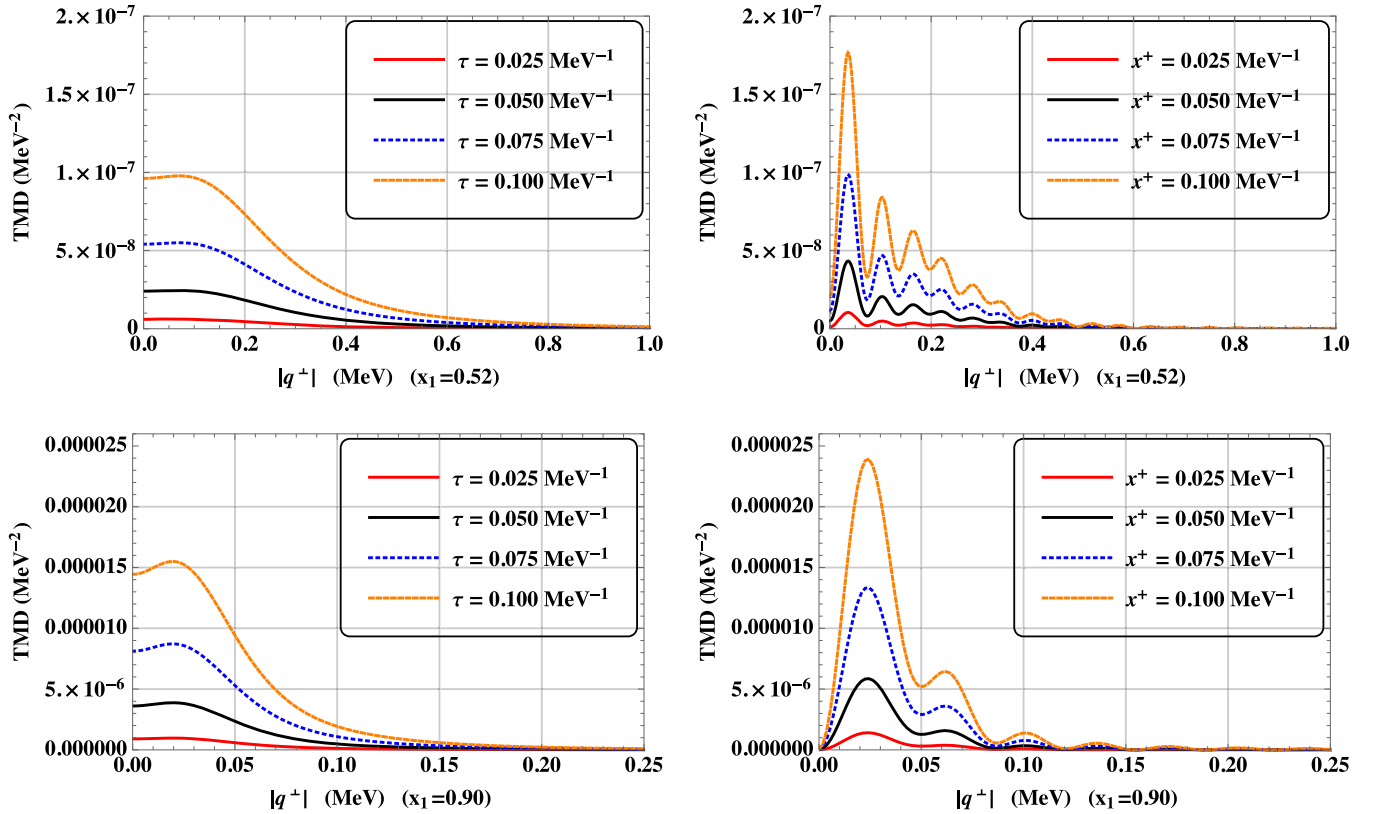 TMD (MeV⁻²)
2.×10⁻⁷
1.5×10⁻⁷
1.×10⁻⁷
5.×10⁻⁸
0
0.0 0.2 0.4 0.6 0.8 1.0
|q⊥| (MeV) (x₁=0.52)
τ = 0.025 MeV⁻¹
τ = 0.050 MeV⁻¹
τ = 0.075 MeV⁻¹
τ = 0.100 MeV⁻¹
TMD (MeV⁻²)
2.×10⁻⁷
1.5×10⁻⁷
1.×10⁻⁷
5.×10⁻⁸
0
0.0 0.2 0.4 0.6 0.8 1.0
|q⊥| (MeV) (x₁=0.52)
x⁺ = 0.025 MeV⁻¹
x⁺ = 0.050 MeV⁻¹
x⁺ = 0.075 MeV⁻¹
x⁺ = 0.100 MeV⁻¹
TMD (MeV⁻²)
0.000025
0.000020
0.000015
0.000010
5.×10⁻⁶
0.000000
0.00 0.05 0.10 0.15 0.20 0.25
|q⊥| (MeV) (x₁=0.90)
τ = 0.025 MeV⁻¹
τ = 0.050 MeV⁻¹
τ = 0.075 MeV⁻¹
τ = 0.100 MeV⁻¹
TMD (MeV⁻²)
0.000025
0.000020
0.000015
0.000010
5.×10⁻⁶
0.000000
0.00 0.05 0.10 0.15 0.20 0.25
|q⊥| (MeV) (x₁=0.90)
x⁺ = 0.025 MeV⁻¹
x⁺ = 0.050 MeV⁻¹
x⁺ = 0.075 MeV⁻¹
x⁺ = 0.100 MeV⁻¹